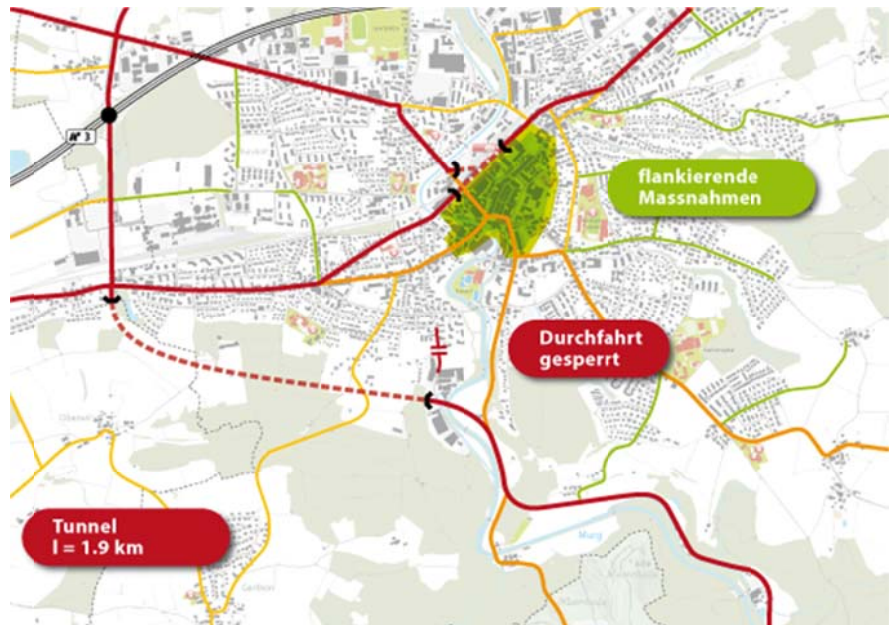 N° 3
flankierende
Massnahmen
Durchfahrt
gesperrt
Tunnel
l = 1.9 km
Murg